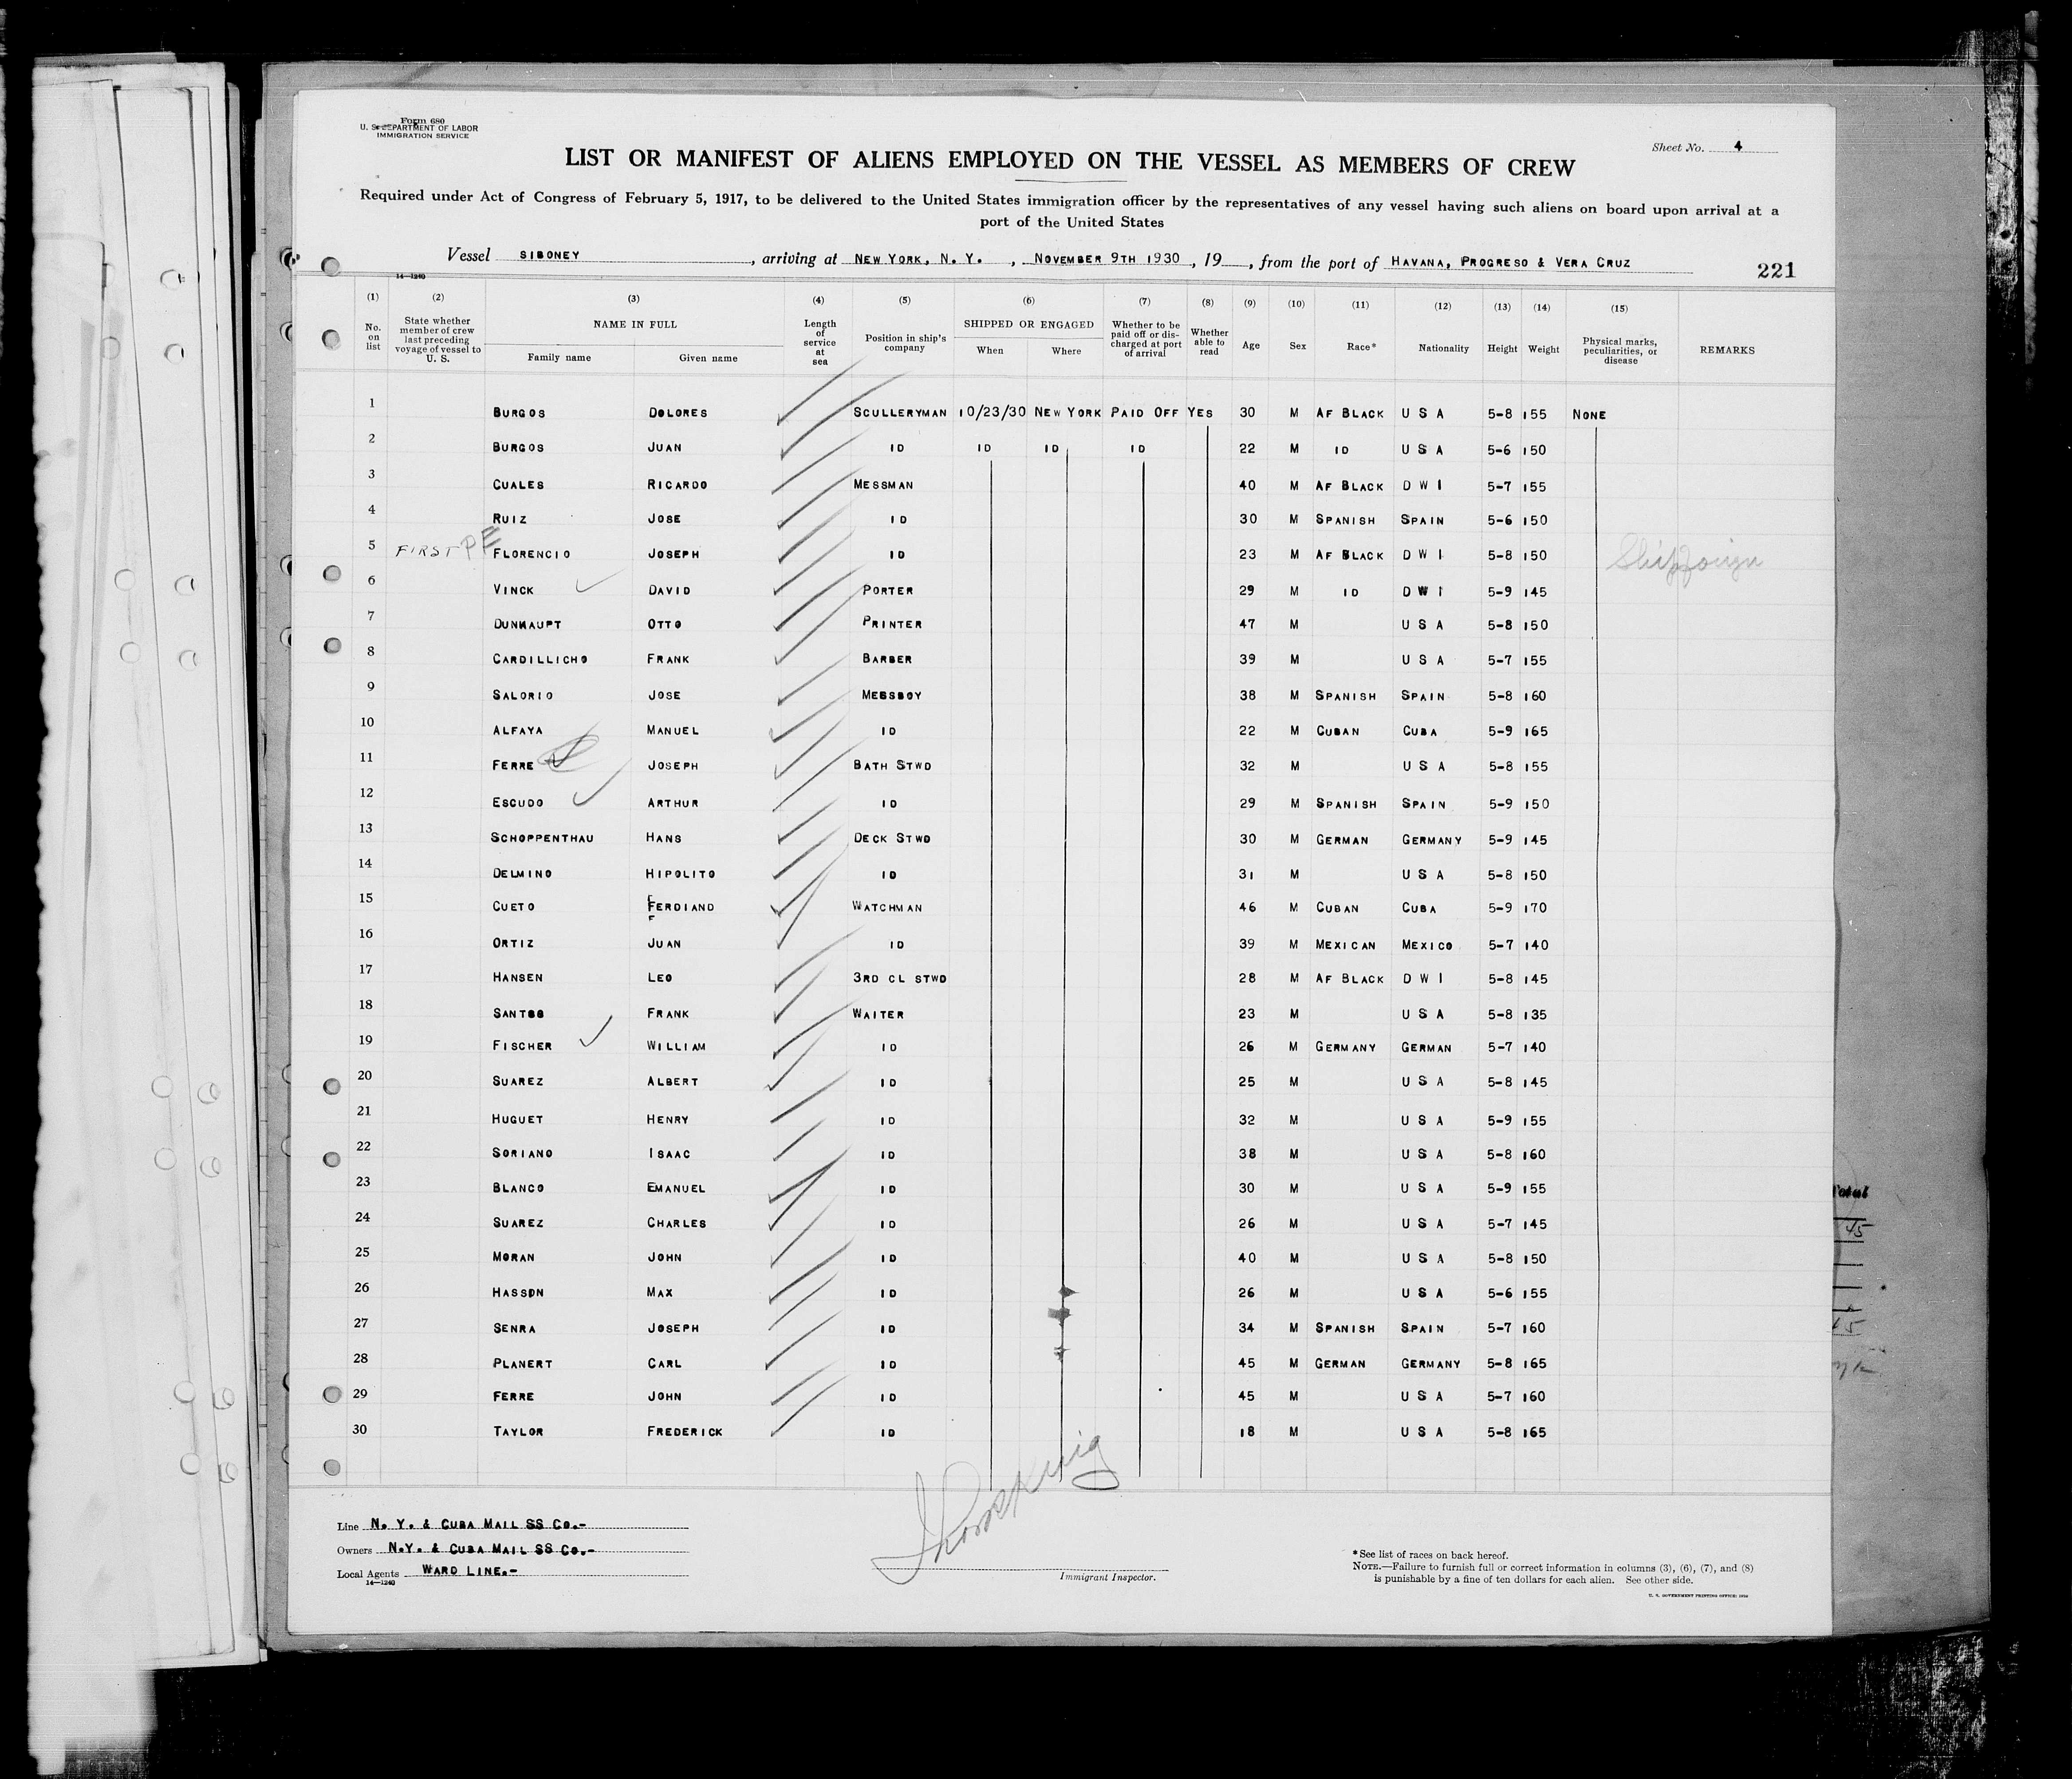 Form 680
U. S. DEPARTMENT OF LABOR
IMMIGRATION SERVICE
Sheet No. 4
LIST OR MANIFEST OF ALIENS EMPLOYED ON THE VESSEL AS MEMBERS OF CREW
Required under Act of Congress of February 5, 1917, to be delivered to the United States immigration officer by the representatives of any vessel having such aliens on board upon arrival at a
port of the United States
Vessel SIBONEY, arriving at NEW YORK, N. Y., NOVEMBER 9TH 1930, 19, from the port of HAVANA, PROGRESO & VERA CRUZ
221
14—1240
(1) (2) (3) (4) (5) (6) (7) (8) (9) (10) (11) (12) (13) (14) (15)
No. on list State whether member of crew last preceding voyage of vessel to U. S. NAME IN FULL Family name Given name Length of service at sea Position in ship's company SHIPPED OR ENGAGED When Where Whether to be paid off or discharged at port of arrival Whether able to read Age Sex Race* Nationality Height Weight Physical marks, peculiarities, or disease REMARKS
1 BURGOS DOLORES SCULLERYMAN 10/23/30 NEW YORK PAID OFF YES 30 M AF BLACK U S A 5-8 155 NONE
2 BURGOS JUAN ID ID ID ID 22 M ID U S A 5-6 150
3 CUALES RICARDO MESSMAN 40 M AF BLACK D W I 5-7 155
4 RUIZ JOSE ID 30 M SPANISH SPAIN 5-6 150
5 FIRST PE FLORENCIO JOSEPH ID 23 M AF BLACK D W I 5-8 150
6 VINCK DAVID PORTER 29 M ID D W I 5-9 145
7 DUNHAUPT OTTO PRINTER 47 M U S A 5-8 150
8 CARDILLICHO FRANK BARBER 39 M U S A 5-7 155
9 SALORIO JOSE MESSBOY 38 M SPANISH SPAIN 5-8 160
10 ALFAYA MANUEL ID 22 M CUBAN CUBA 5-9 165
11 FERRE JOSEPH BATH STWD 32 M U S A 5-8 155
12 ESCUDO ARTHUR ID 29 M SPANISH SPAIN 5-9 150
13 SCHOPPENTHAU HANS DECK STWD 30 M GERMAN GERMANY 5-9 145
14 DELMINO HIPOLITO ID 31 M U S A 5-8 150
15 CUETO FERDIAND WATCHMAN 46 M CUBAN CUBA 5-9 170
16 ORTIZ JUAN ID 39 M MEXICAN MEXICO 5-7 140
17 HANSEN LEO 3RD CL STWD 28 M AF BLACK D W I 5-8 145
18 SANTOS FRANK WAITER 23 M U S A 5-8 135
19 FISCHER WILLIAM ID 26 M GERMANY GERMAN 5-7 140
20 SUAREZ ALBERT ID 25 M U S A 5-8 145
21 HUGUET HENRY ID 32 M U S A 5-9 155
22 SORIANO ISAAC ID 38 M U S A 5-8 160
23 BLANCO EMANUEL ID 30 M U S A 5-9 155
24 SUAREZ CHARLES ID 26 M U S A 5-7 145
25 MORAN JOHN ID 40 M U S A 5-8 150
26 HASSON MAX ID 26 M U S A 5-6 155
27 SENRA JOSEPH ID 34 M SPANISH SPAIN 5-7 160
28 PLANERT CARL ID 45 M GERMAN GERMANY 5-8 165
29 FERRE JOHN ID 45 M U S A 5-7 160
30 TAYLOR FREDERICK ID 18 M U S A 5-8 165
Total
45
Line N. Y. & CUBA MAIL SS CO.-
Owners N.Y. & CUBA MAIL SS CO.-
Local Agents WARD LINE.-
14—1240
Immigrant Inspector.
*See list of races on back hereof.
NOTE.—Failure to furnish full or correct information in columns (3), (6), (7), and (8)
is punishable by a fine of ten dollars for each alien. See other side.